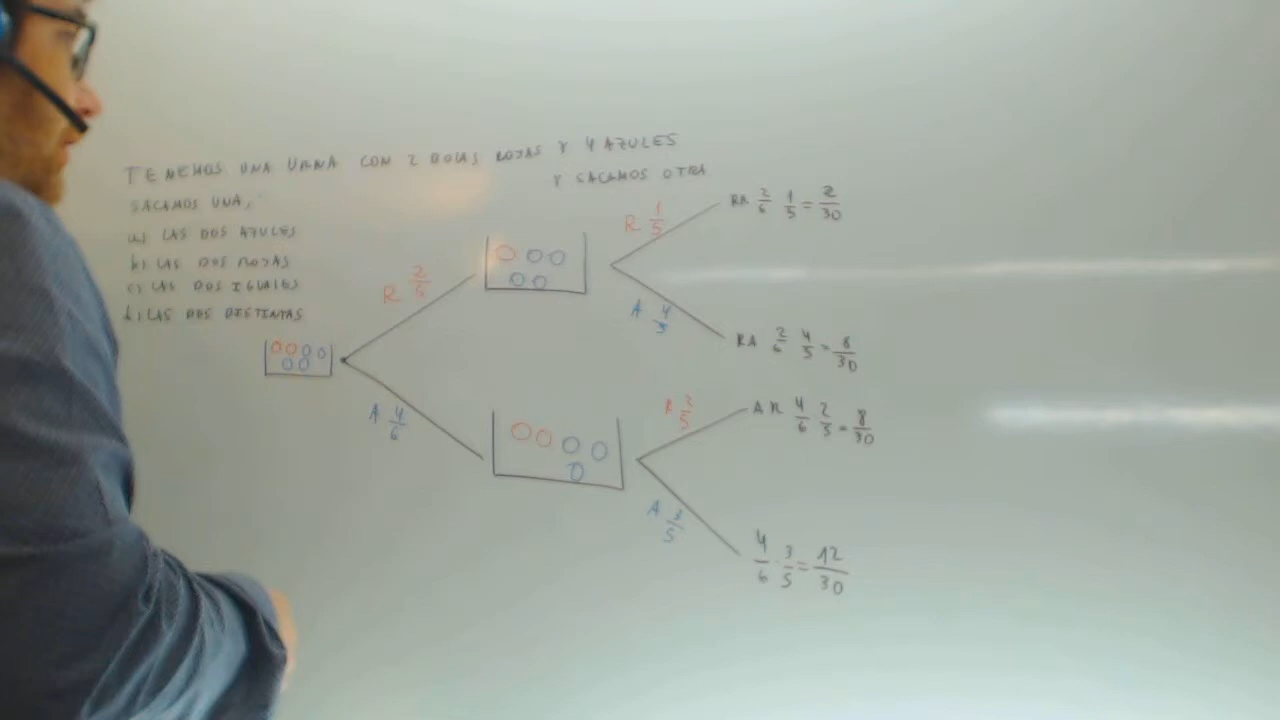 TENEMOS UNA URNA CON 2 BOLAS ROJAS Y 4 AZULES
SACAMOS UNA, Y SACAMOS OTRA
a) LAS DOS AZULES
b) LAS DOS ROJAS
c) LAS DOS IGUALES
d) LAS DOS DISTINTAS
R 2/6
A 4/6
R 1/5
A 4/5
R 2/5
A 3/5
RR 2/6 1/5 = 2/30
RA 2/6 4/5 = 8/30
AR 4/6 2/5 = 8/30
4/6 · 3/5 = 12/30